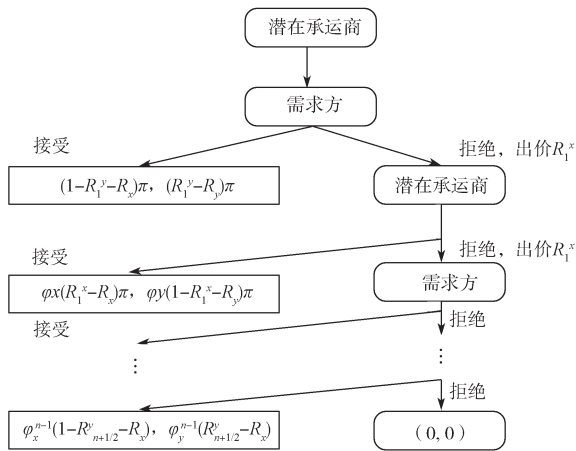 潜在承运商
需求方
接受
拒绝，出价R₁ˣ
(1−R₁ʸ−Rₓ)π，(R₁ʸ−R_y)π
潜在承运商
接受
拒绝，出价R₁ˣ
φx(R₁ˣ−Rₓ)π，φy(1−R₁ˣ−R_y)π
需求方
接受
拒绝
⋮
⋮
拒绝
φₓⁿ⁻¹(1−Rʸₙ₊₁/₂−Rₓ)，φ_yⁿ⁻¹(Rʸₙ₊₁/₂−Rₓ)
（0, 0）